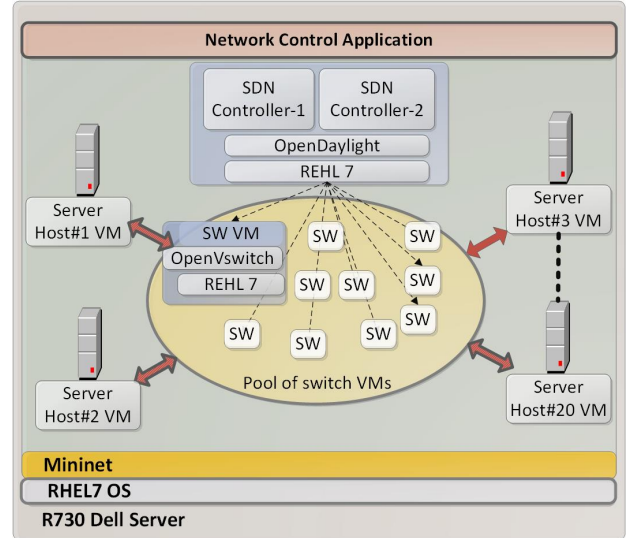 Network Control Application
SDN
Controller-1
SDN
Controller-2
OpenDaylight
REHL 7
Server
Host#1 VM
Server
Host#3 VM
SW VM
OpenVswitch
REHL 7
SW
SW
SW
SW
SW
SW
SW
SW
SW
Pool of switch VMs
Server
Host#2 VM
Server
Host#20 VM
Mininet
RHEL7 OS
R730 Dell Server